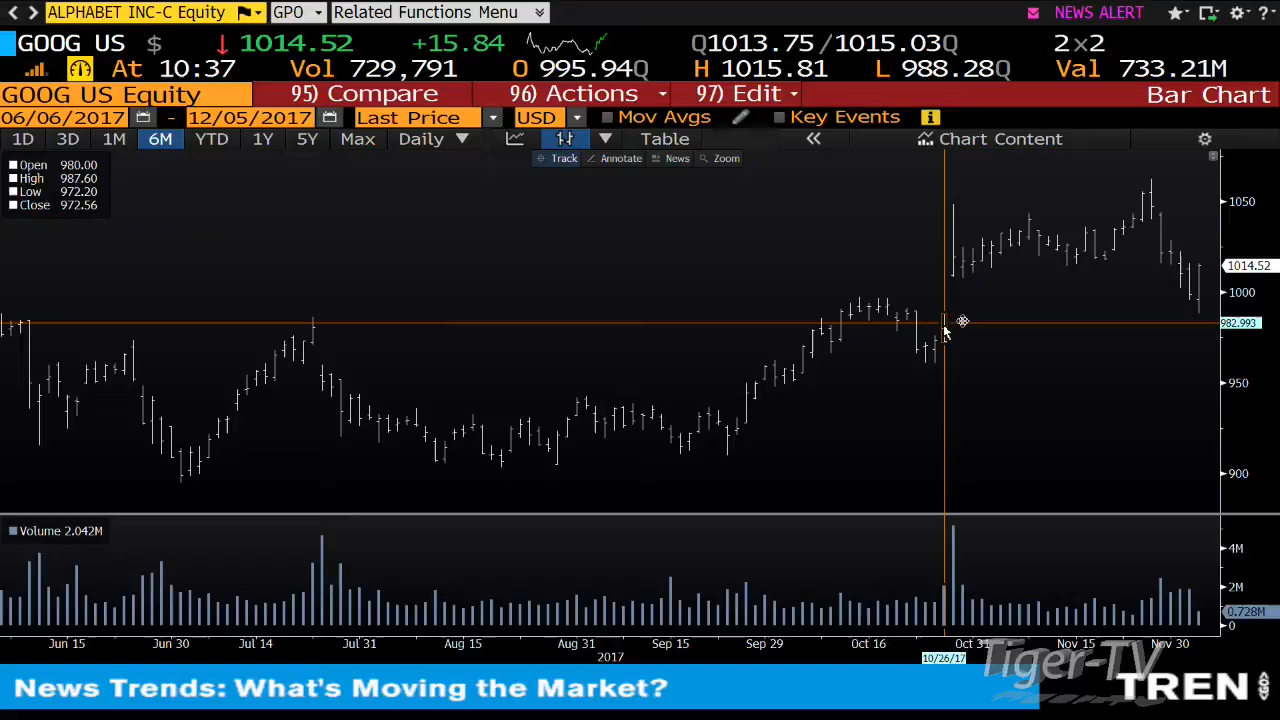 ALPHABET INC-C Equity GPO Related Functions Menu NEWS ALERT
GOOG US $ 1014.52 +15.84 Q1013.75/1015.03Q 2x2
At 10:37 Vol 729,791 O 995.94Q H 1015.81 L 988.28Q Val 733.21M
GOOG US Equity 95) Compare 96) Actions 97) Edit Bar Chart
06/06/2017 - 12/05/2017 Last Price USD Mov Avgs Key Events
1D 3D 1M 6M YTD 1Y 5Y Max Daily Table Chart Content
Track Annotate News Zoom
Open 980.00
High 987.60
Low 972.20
Close 972.56
1050
1014.52
1000
982.993
950
900
Volume 2.042M
4M
2M
0.728M
0
Jun 15 Jun 30 Jul 14 Jul 31 Aug 15 Aug 31 Sep 15 Sep 29 Oct 16 Oct 31 Nov 15 Nov 30
2017
10/26/17
Tiger-TV
News Trends: What's Moving the Market?
TREN